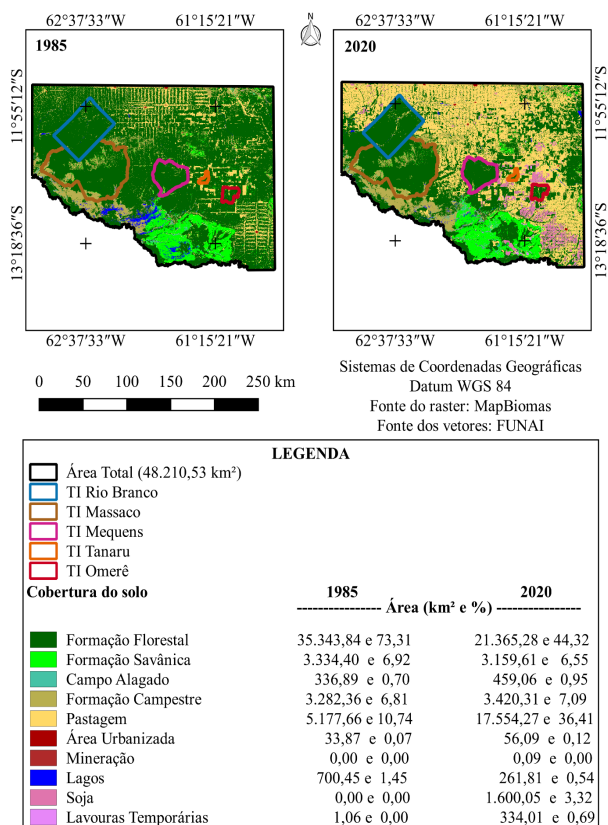 62°37'33"W 61°15'21"W N 62°37'33"W 61°15'21"W
1985 2020
11°55'12"S 11°55'12"S
13°18'36"S 13°18'36"S
62°37'33"W 61°15'21"W 62°37'33"W 61°15'21"W
Sistemas de Coordenadas Geográficas
0 50 100 150 200 250 km
Datum WGS 84
Fonte do raster: MapBiomas
Fonte dos vetores: FUNAI
LEGENDA
Área Total (48.210,53 km²)
TI Rio Branco
TI Massaco
TI Mequens
TI Tanaru
TI Omerê
Cobertura do solo 1985 2020
---------------- Área (km² e %) ----------------
Formação Florestal 35.343,84 e 73,31 21.365,28 e 44,32
Formação Savânica 3.334,40 e 6,92 3.159,61 e 6,55
Campo Alagado 336,89 e 0,70 459,06 e 0,95
Formação Campestre 3.282,36 e 6,81 3.420,31 e 7,09
Pastagem 5.177,66 e 10,74 17.554,27 e 36,41
Área Urbanizada 33,87 e 0,07 56,09 e 0,12
Mineração 0,00 e 0,00 0,09 e 0,00
Lagos 700,45 e 1,45 261,81 e 0,54
Soja 0,00 e 0,00 1.600,05 e 3,32
Lavouras Temporárias 1,06 e 0,00 334,01 e 0,69